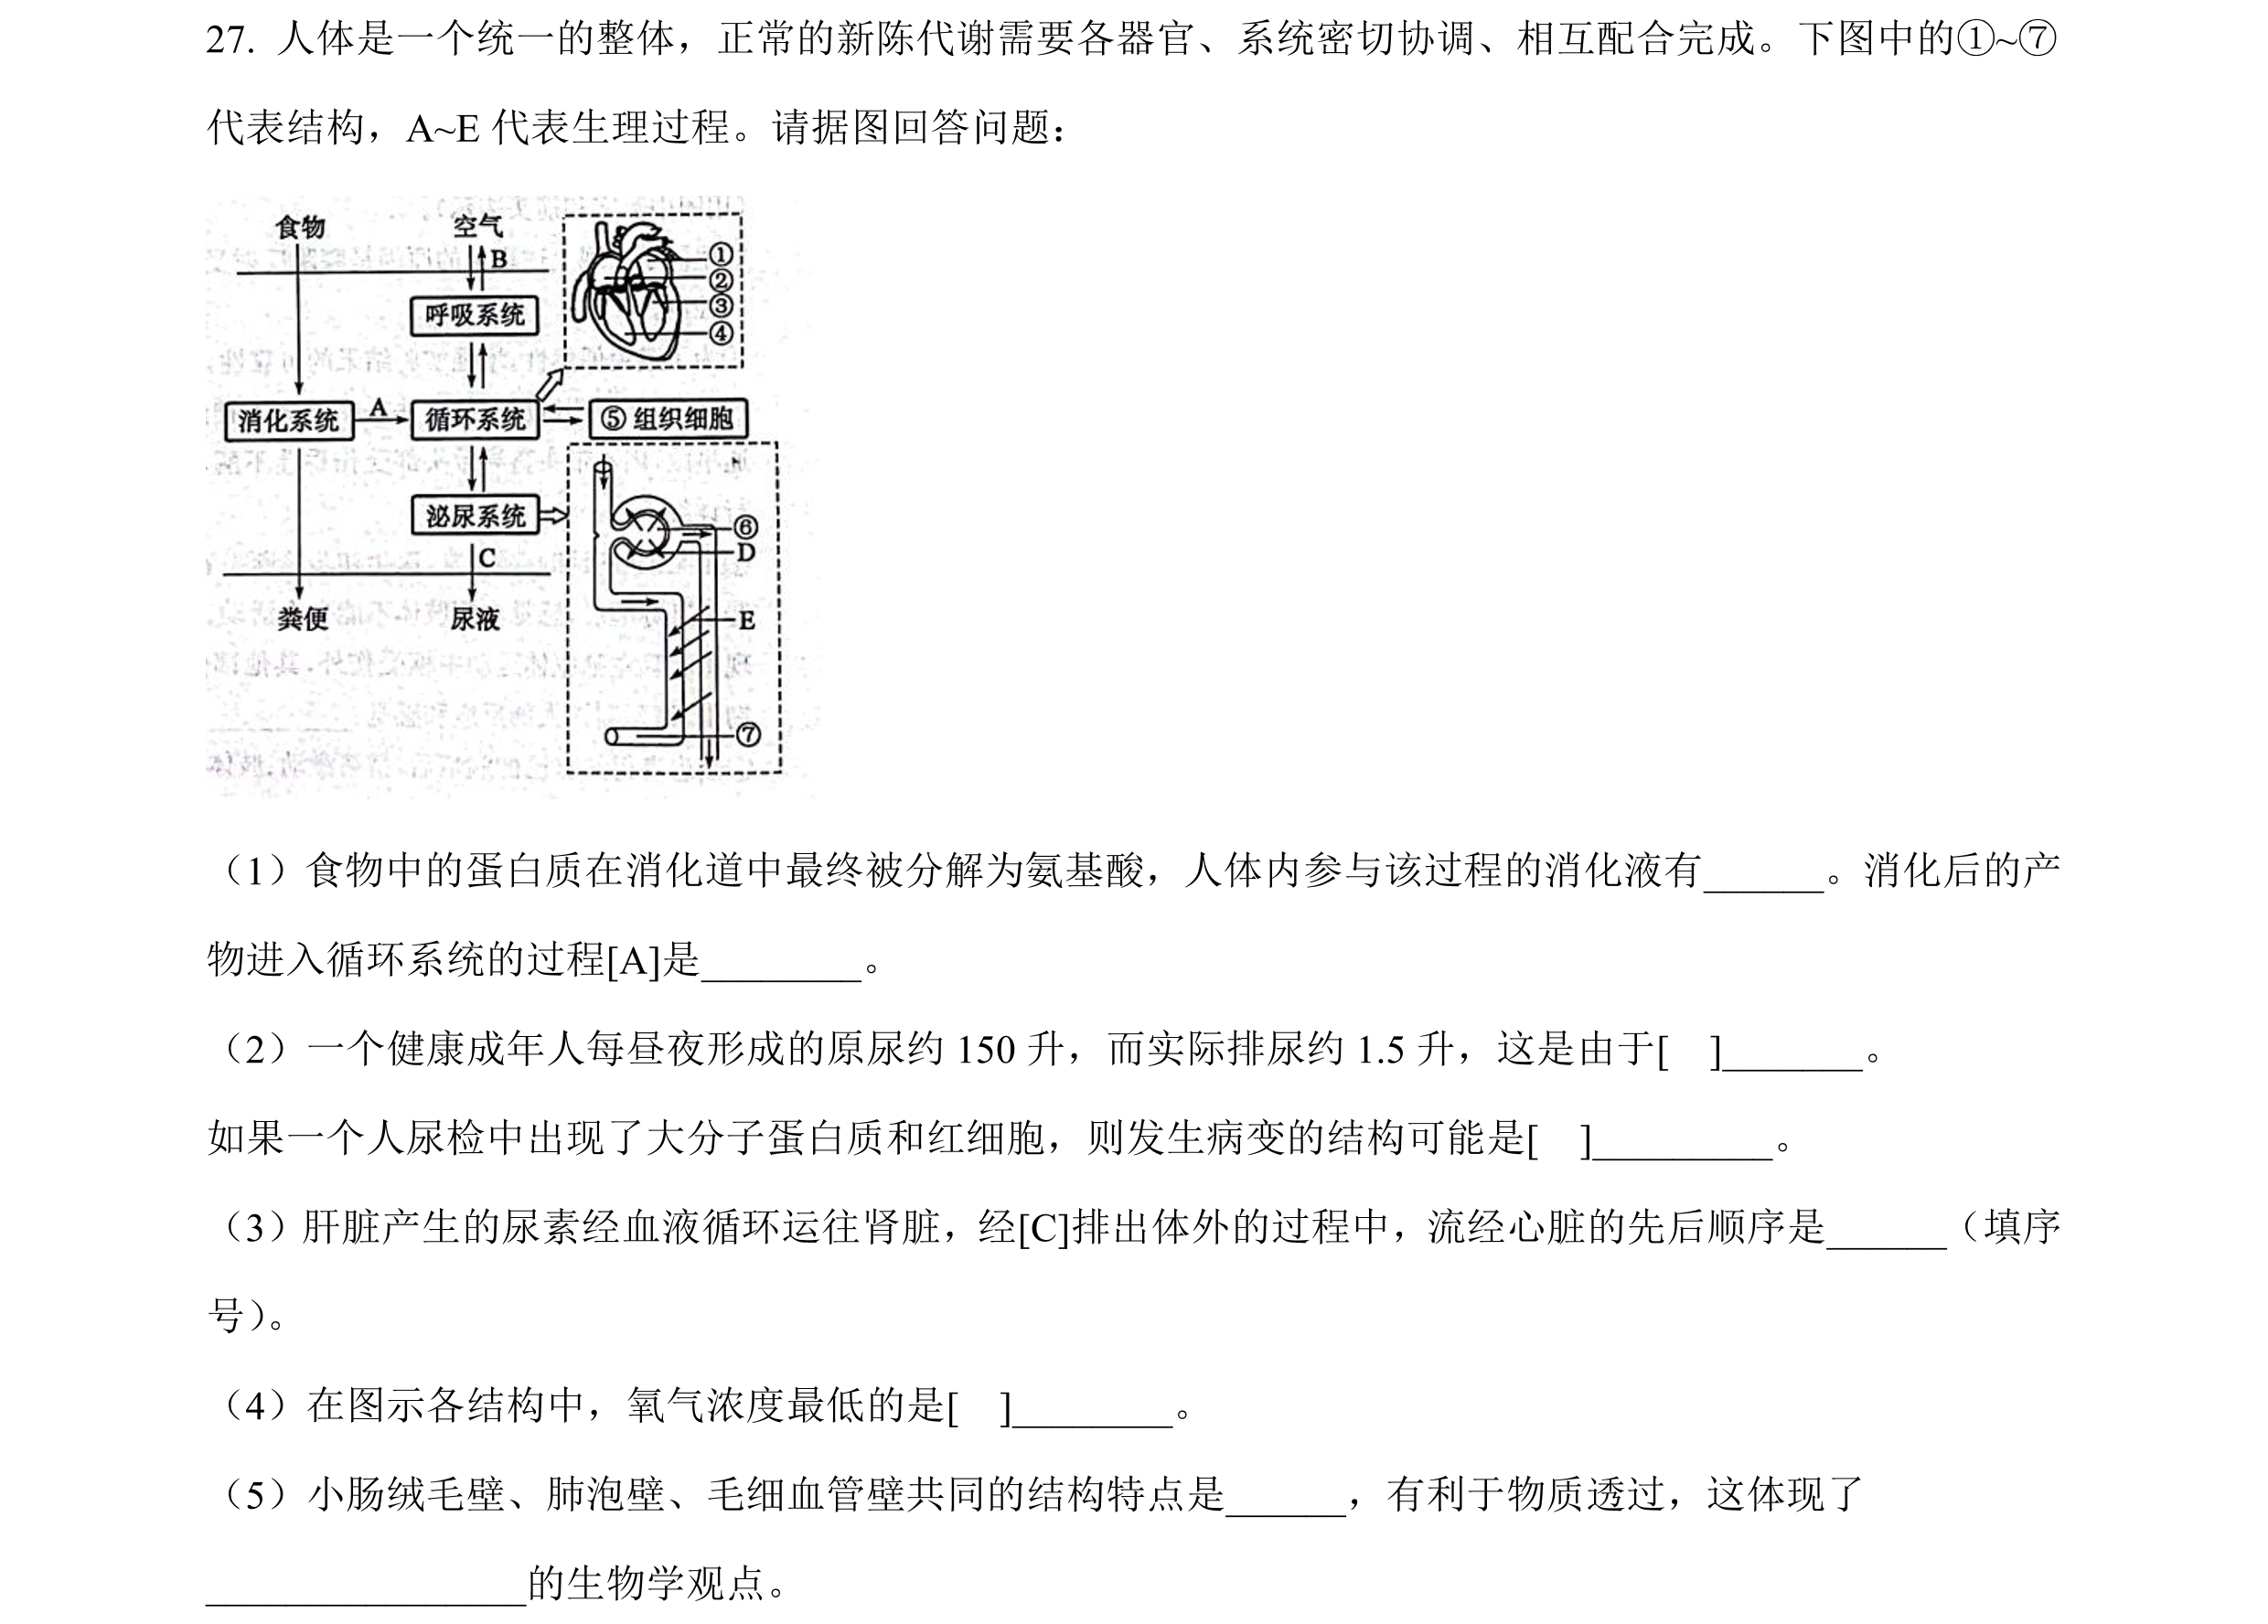 27. 人体是一个统一的整体，正常的新陈代谢需要各器官、系统密切协调、相互配合完成。下图中的①~⑦
代表结构，A~E 代表生理过程。请据图回答问题：
食物
空气
B
①
②
③
④
呼吸系统
消化系统
A
循环系统
⑤ 组织细胞
泌尿系统
C
⑥
D
E
⑦
粪便
尿液
（1）食物中的蛋白质在消化道中最终被分解为氨基酸，人体内参与该过程的消化液有______。消化后的产
物进入循环系统的过程[A]是________。
（2）一个健康成年人每昼夜形成的原尿约 150 升，而实际排尿约 1.5 升，这是由于[ ]_______。
如果一个人尿检中出现了大分子蛋白质和红细胞，则发生病变的结构可能是[ ]_________。
（3）肝脏产生的尿素经血液循环运往肾脏，经[C]排出体外的过程中，流经心脏的先后顺序是______（填序
号）。
（4）在图示各结构中，氧气浓度最低的是[ ]________。
（5）小肠绒毛壁、肺泡壁、毛细血管壁共同的结构特点是______，有利于物质透过，这体现了
________________的生物学观点。